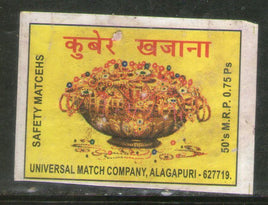 कुबेर खजाना
SAFETY MATCEHS
50's M.R.P. 0.75 Ps
UNIVERSAL MATCH COMPANY, ALAGAPURI - 627719.